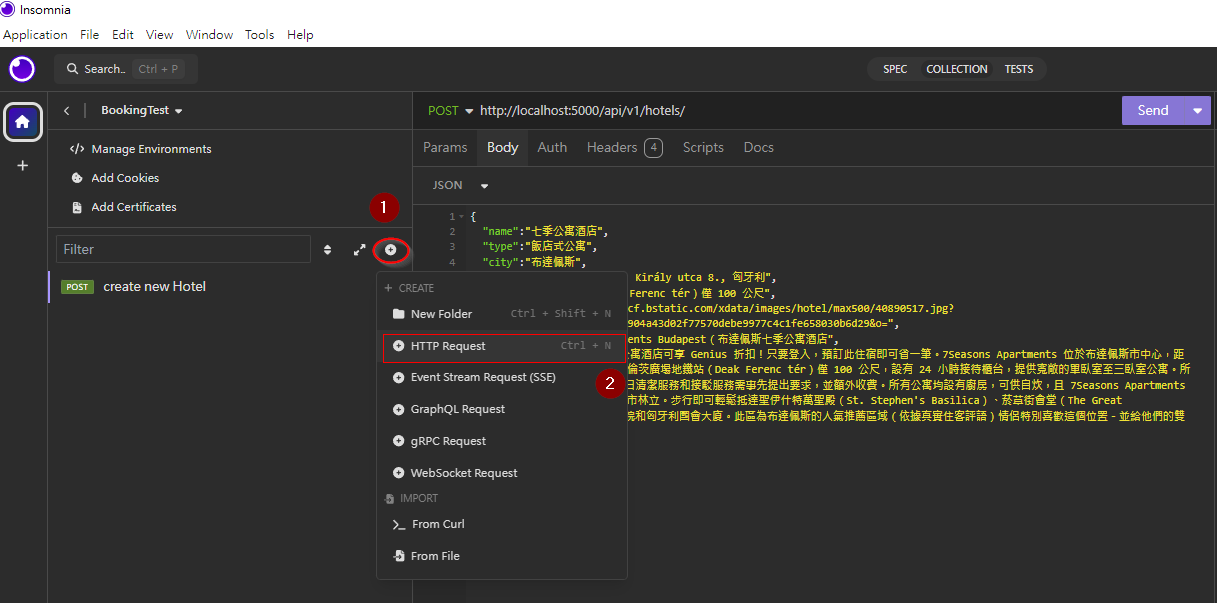 Insomnia
Application File Edit View Window Tools Help
Search.. Ctrl + P
SPEC COLLECTION TESTS
BookingTest
POST http://localhost:5000/api/v1/hotels/ Send
Manage Environments
Add Cookies
Add Certificates
Params Body Auth Headers 4 Scripts Docs
JSON
1
Filter
POST create new Hotel
CREATE
New Folder Ctrl + Shift + N
HTTP Request Ctrl + N
Event Stream Request (SSE)
2
GraphQL Request
gRPC Request
WebSocket Request
IMPORT
From Curl
From File
1 {
2 "name":"七季公寓酒店",
3 "type":"飯店式公寓",
4 "city":"布達佩斯",
Király utca 8., 匈牙利",
Ferenc tér)僅 100 公尺",
cf.bstatic.com/xdata/images/hotel/max500/40890517.jpg?
904a43d02f77570debe9977c4c1fe658030b6d29&o=",
ents Budapest(布達佩斯七季公寓酒店",
寓酒店可享 Genius 折扣!只要登入,預訂此住宿即可省一筆。7Seasons Apartments 位於布達佩斯市中心,距
倫茨廣場地鐵站(Deak Ferenc tér)僅 100 公尺,設有 24 小時接待櫃台,提供寬敞的單臥室至三臥室公寓。所
日清潔服務和接駁服務需事先提出要求,並額外收費。所有公寓均設有廚房,可供自炊,且 7Seasons Apartments
市林立。步行即可輕鬆抵達聖伊什特萬聖殿(St. Stephen's Basilica)、菸草街會堂(The Great
院和匈牙利國會大廈。此區為布達佩斯的人氣推薦區域(依據真實住客評語)情侶特別喜歡這個位置 - 並給他們的雙